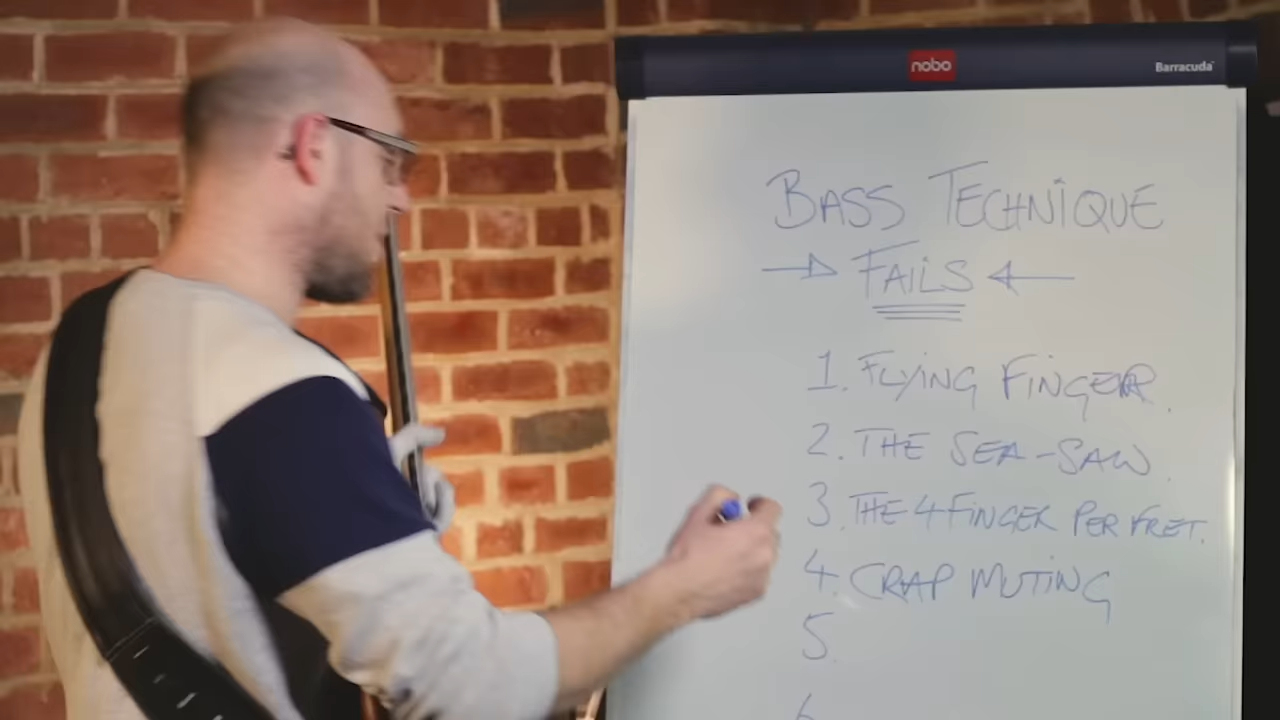 nobo
Barracuda
BASS TECHNIQUE
→ FAILS ←
1. FLYING FINGER.
2. THE SEA-SAW.
3. THE 4 FINGER PER FRET.
4. CRAP MUTING
5.
6